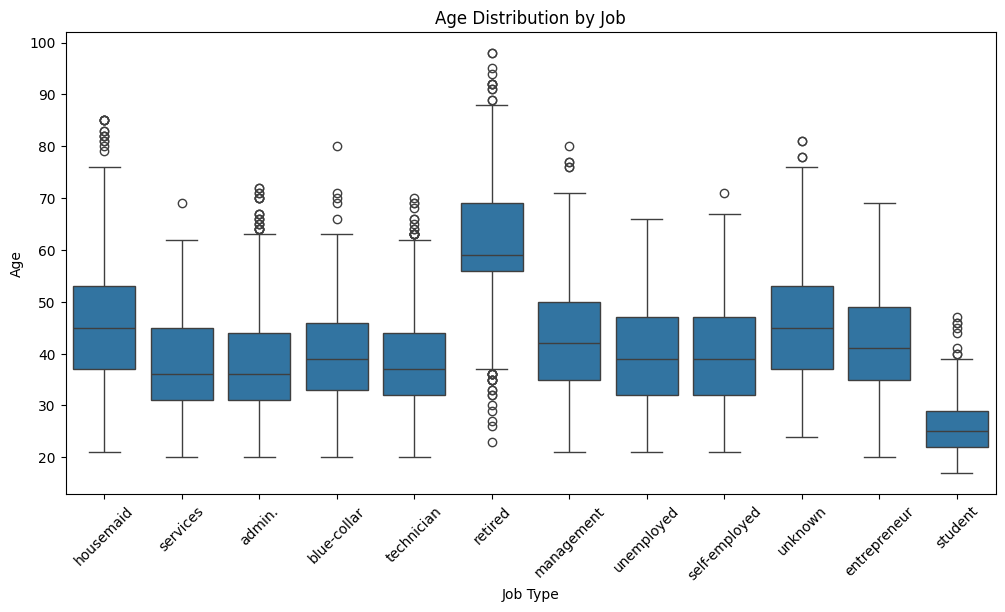 Age Distribution by Job
Age
100
90
80
70
60
50
40
30
20
housemaid
services
admin.
blue-collar
technician
retired
management
unemployed
self-employed
unknown
entrepreneur
student
Job Type